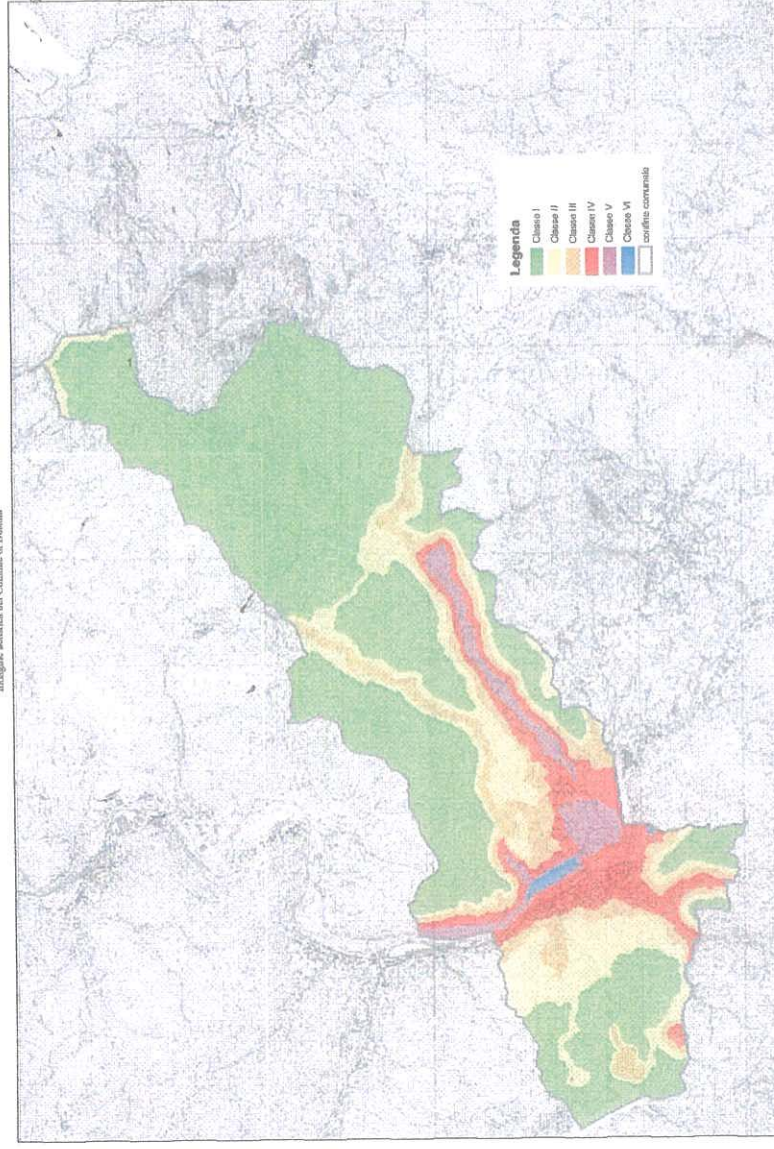 Legenda
Classe I
Classe II
Classe III
Classe IV
Classe V
Classe VI
confine comunale